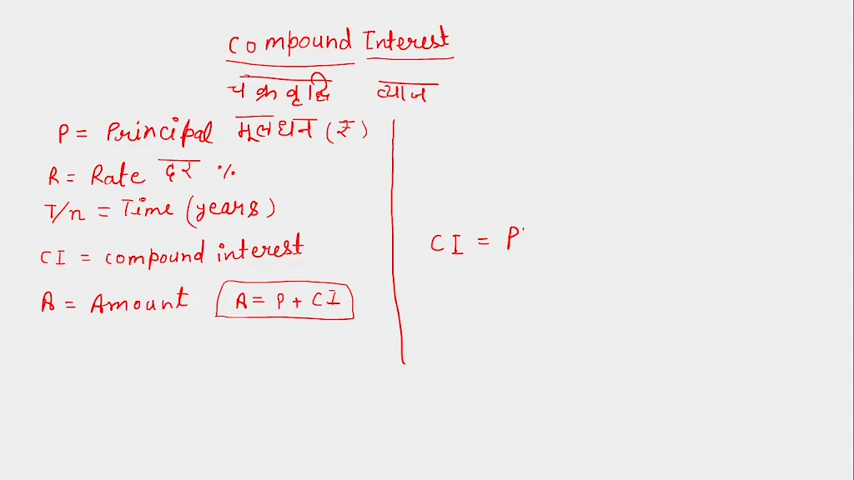 Compound Interest
चक्रवृद्धि ब्याज
P = Principal मूलधन (₹)
R = Rate दर %
T/n = Time (years)
CI = compound interest
A = Amount A = P + CI
CI = P